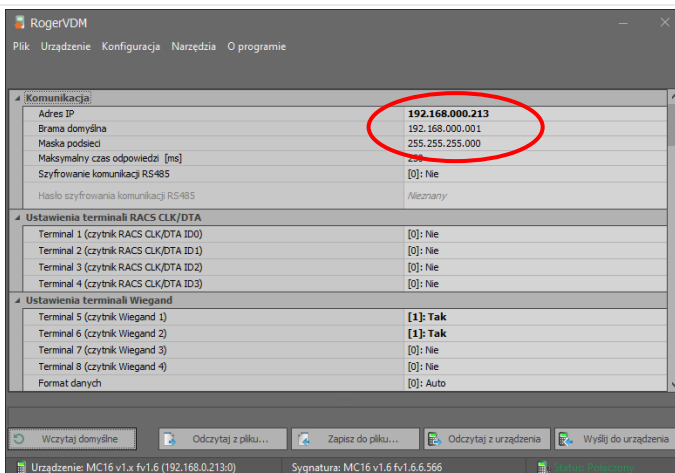 RogerVDM
Plik Urządzenie Konfiguracja Narzędzia O programie
Komunikacja
Adres IP 192.168.000.213
Brama domyślna 192.168.000.001
Maska podsieci 255.255.255.000
Maksymalny czas odpowiedzi [ms] 250
Szyfrowanie komunikacji RS485 [0]: Nie
Hasło szyfrowania komunikacji RS485 Nieznany
Ustawienia terminali RACS CLK/DTA
Terminal 1 (czytnik RACS CLK/DTA ID0) [0]: Nie
Terminal 2 (czytnik RACS CLK/DTA ID1) [0]: Nie
Terminal 3 (czytnik RACS CLK/DTA ID2) [0]: Nie
Terminal 4 (czytnik RACS CLK/DTA ID3) [0]: Nie
Ustawienia terminali Wiegand
Terminal 5 (czytnik Wiegand 1) [1]: Tak
Terminal 6 (czytnik Wiegand 2) [1]: Tak
Terminal 7 (czytnik Wiegand 3) [0]: Nie
Terminal 8 (czytnik Wiegand 4) [0]: Nie
Format danych [0]: Auto
Wczytaj domyślne Odczytaj z pliku... Zapisz do pliku... Odczytaj z urządzenia Wyślij do urządzenia
Urządzenie: MC16 v1.x fv1.6 (192.168.0.213:0) Sygnatura: MC16 v1.6 fv1.6.6.566 Status: Połączony